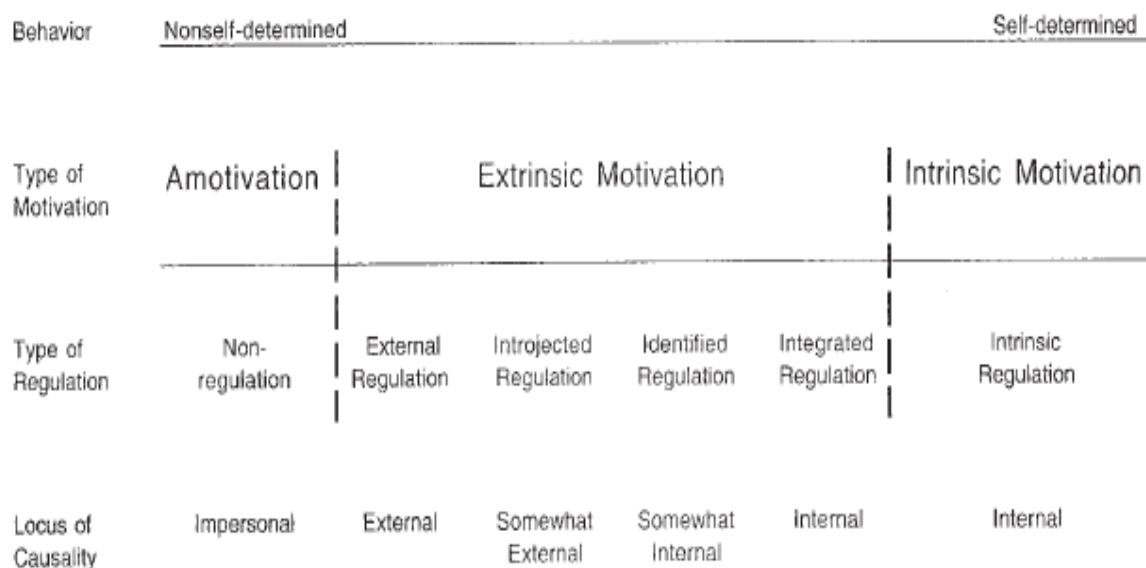 Behavior Nonself-determined Self-determined
Type of Motivation Amotivation Extrinsic Motivation Intrinsic Motivation
Type of Regulation Non-regulation External Regulation Introjected Regulation Identified Regulation Integrated Regulation Intrinsic Regulation
Locus of Causality Impersonal External Somewhat External Somewhat Internal Internal Internal